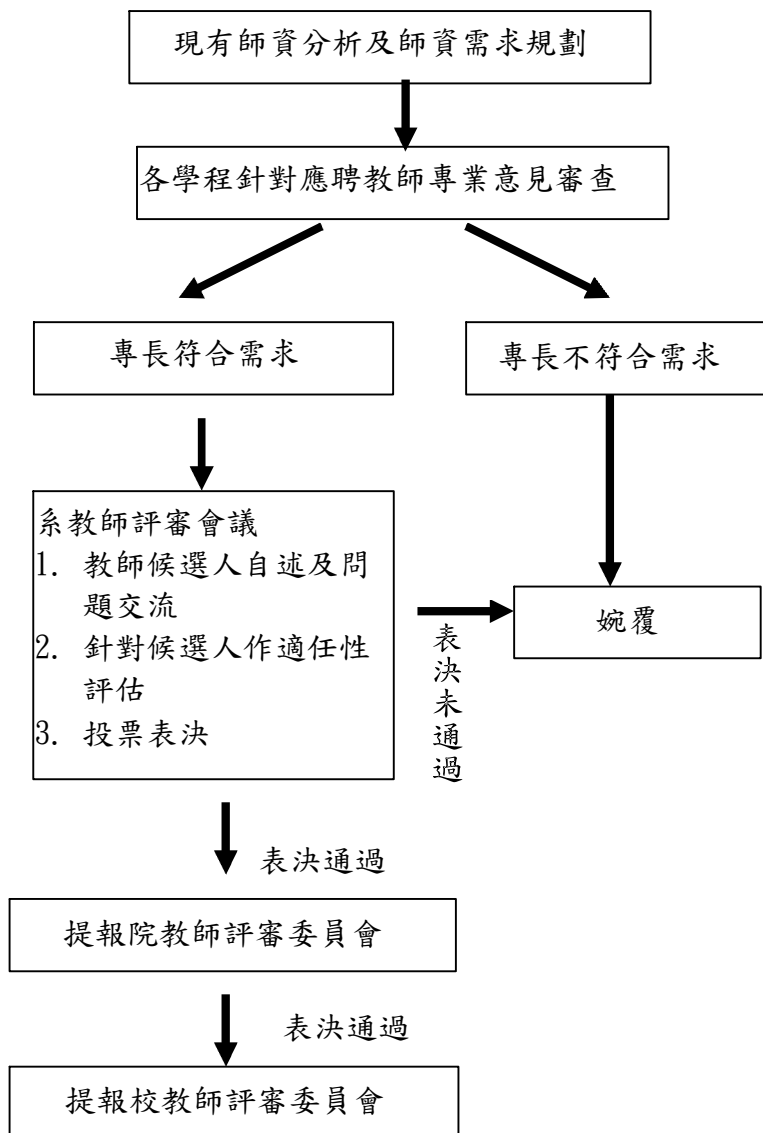 現有師資分析及師資需求規劃
各學程針對應聘教師專業意見審查
專長符合需求
專長不符合需求
系教師評審會議
1. 教師候選人自述及問
題交流
2. 針對候選人作適任性
評估
3. 投票表決
表決未通過
婉覆
表決通過
提報院教師評審委員會
表決通過
提報校教師評審委員會